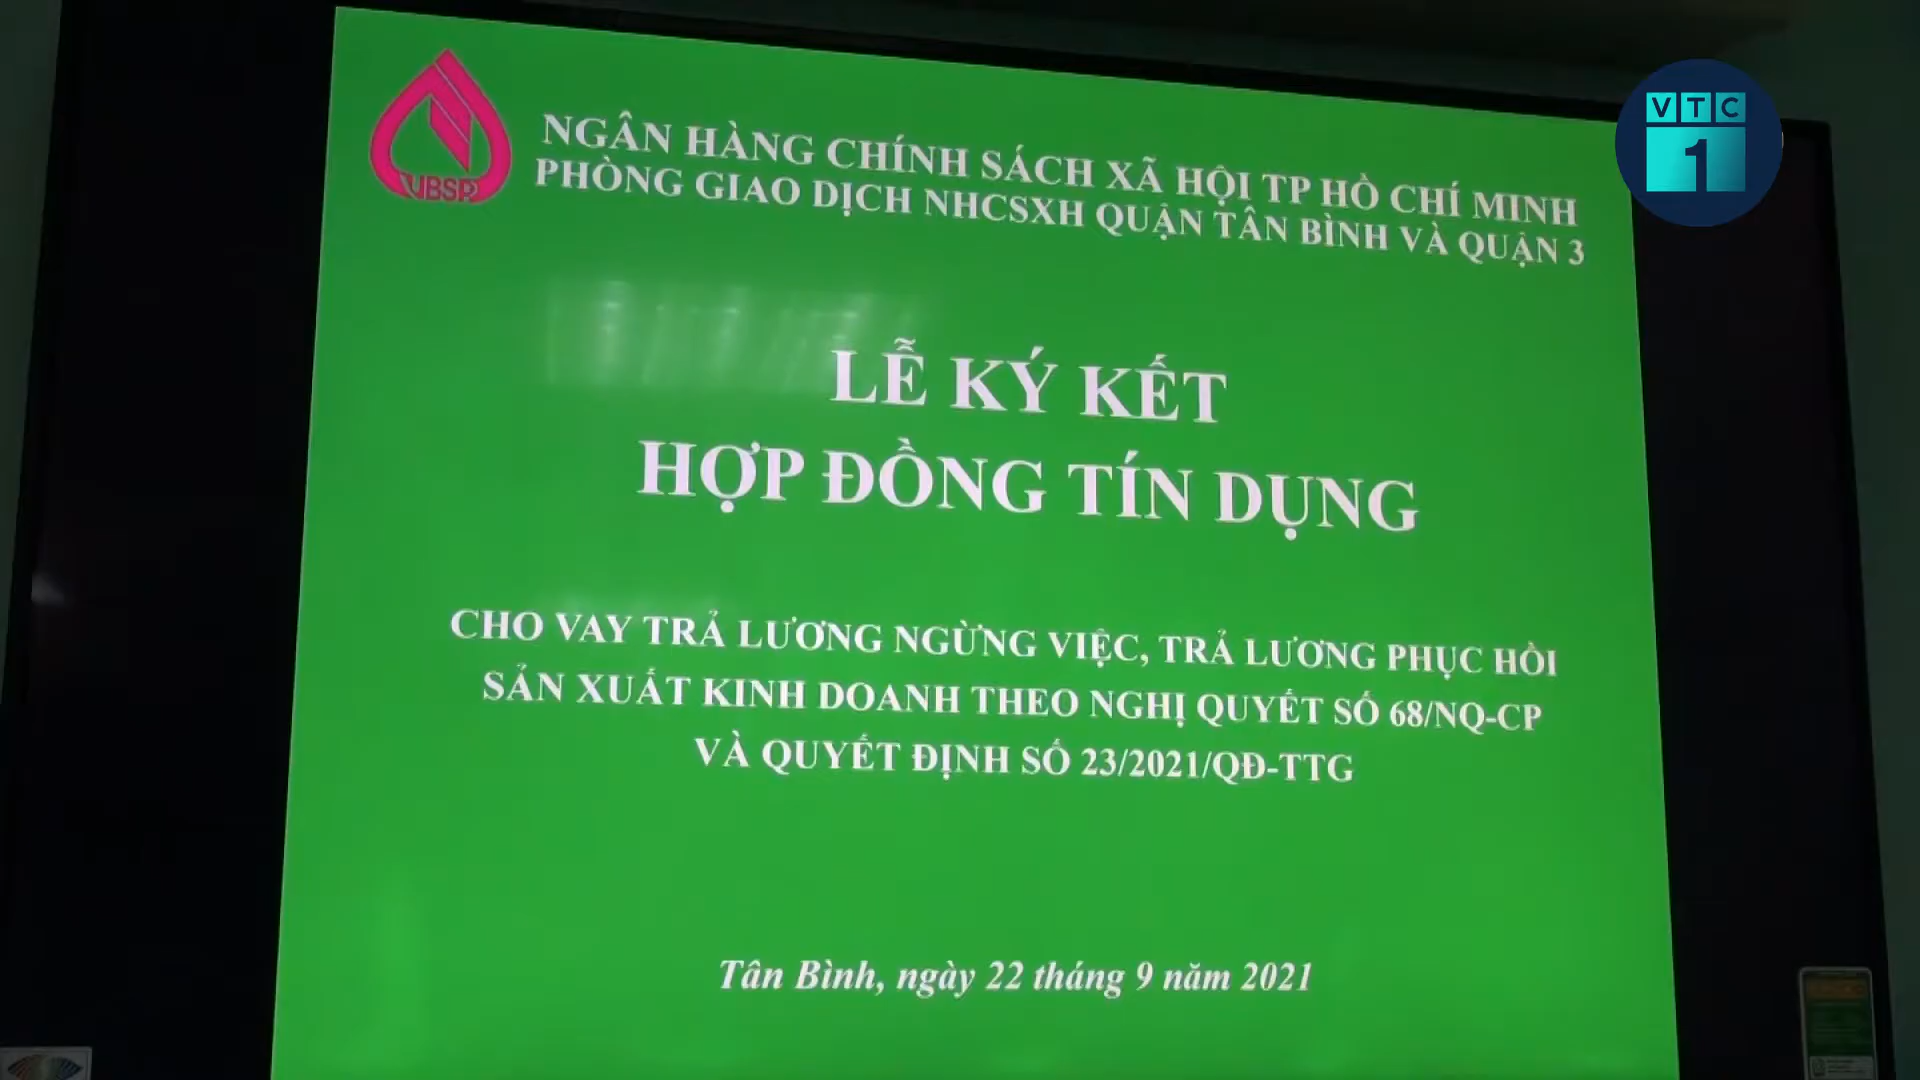 VTC
1
VBSP
NGÂN HÀNG CHÍNH SÁCH XÃ HỘI TP HỒ CHÍ MINH
PHÒNG GIAO DỊCH NHCSXH QUẬN TÂN BÌNH VÀ QUẬN 3
LỄ KÝ KẾT
HỢP ĐỒNG TÍN DỤNG
CHO VAY TRẢ LƯƠNG NGỪNG VIỆC, TRẢ LƯƠNG PHỤC HỒI
SẢN XUẤT KINH DOANH THEO NGHỊ QUYẾT SỐ 68/NQ-CP
VÀ QUYẾT ĐỊNH SỐ 23/2021/QĐ-TTG
Tân Bình, ngày 22 tháng 9 năm 2021